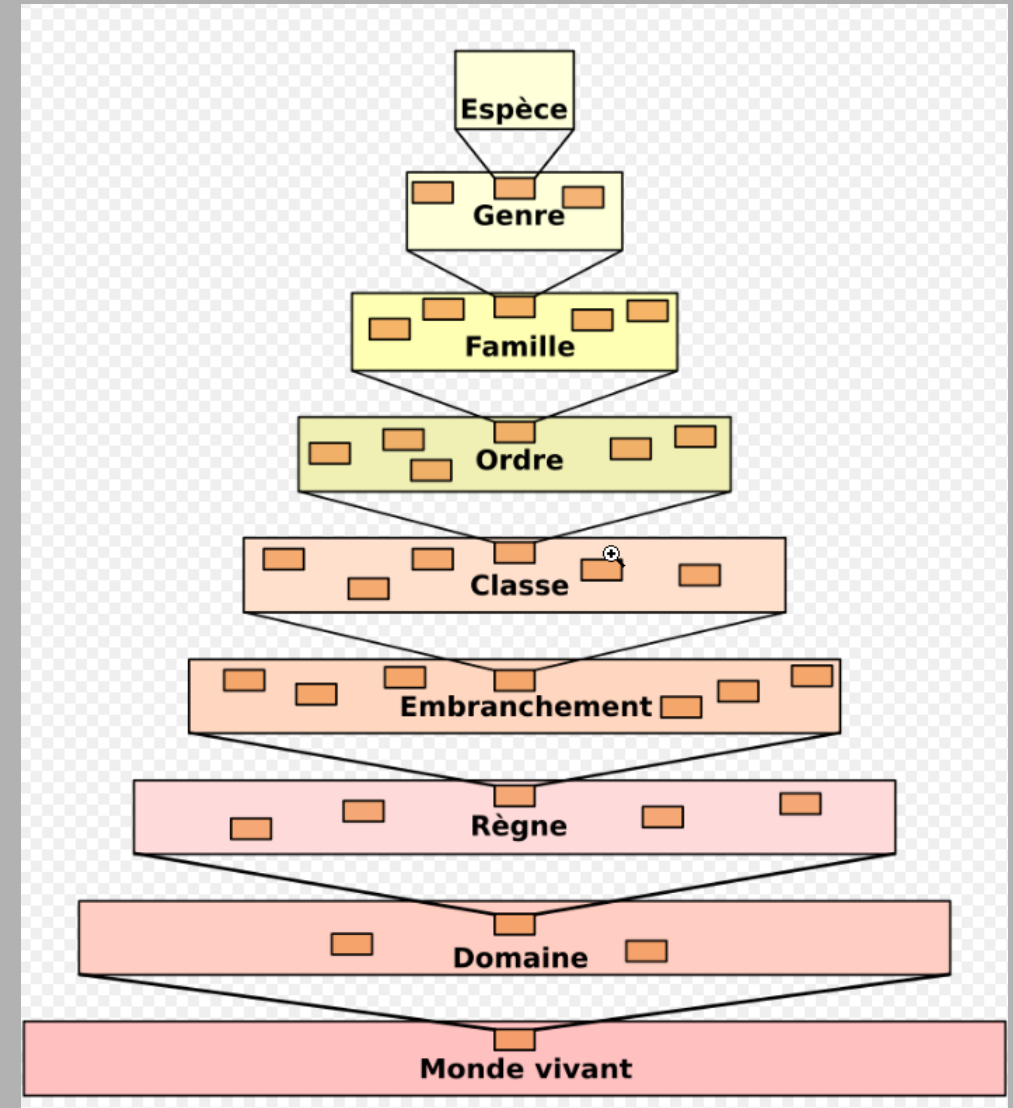 Espèce
Genre
Famille
Ordre
Classe
Embranchement
Règne
Domaine
Monde vivant